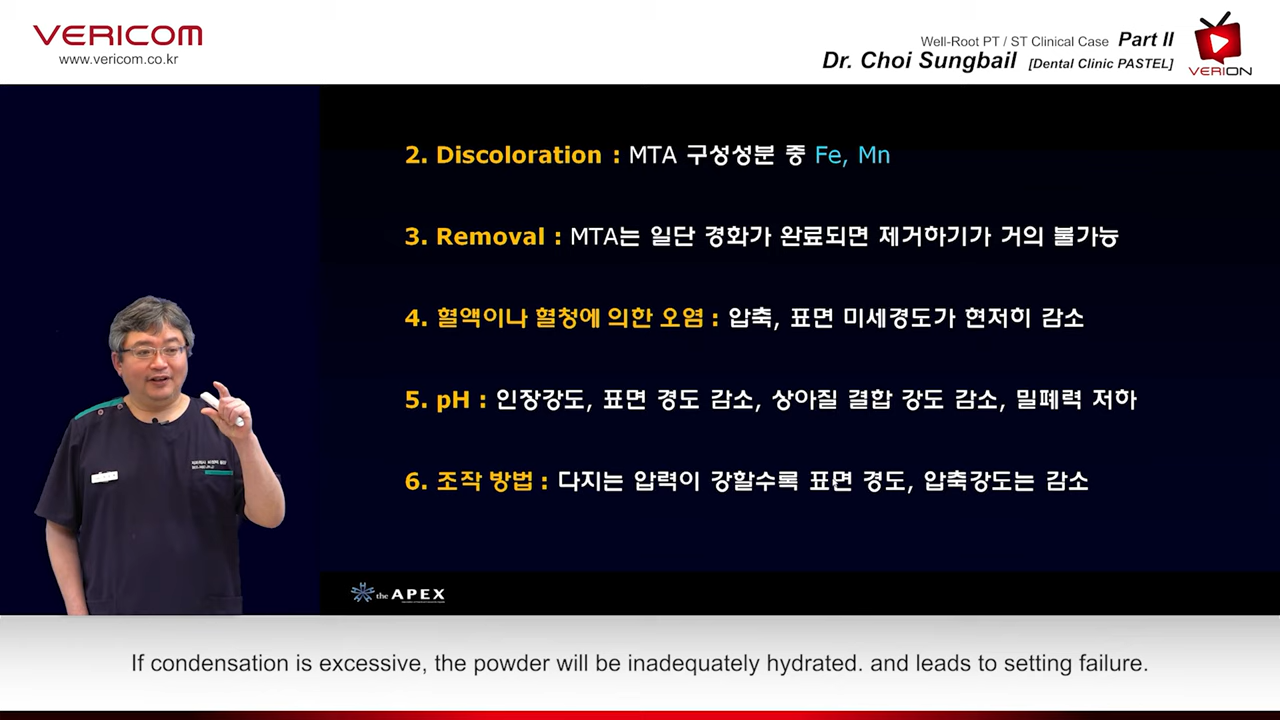 VERICOM
www.vericom.co.kr
Well-Root PT / ST Clinical Case Part II
Dr. Choi Sungbail [Dental Clinic PASTEL]
VERION
2. Discoloration : MTA 구성성분 중 Fe, Mn
3. Removal : MTA는 일단 경화가 완료되면 제거하기가 거의 불가능
4. 혈액이나 혈청에 의한 오염 : 압축, 표면 미세경도가 현저히 감소
5. pH : 인장강도, 표면 경도 감소, 상아질 결합 강도 감소, 밀폐력 저하
6. 조작 방법 : 다지는 압력이 강할수록 표면 경도, 압축강도는 감소
the APEX
If condensation is excessive, the powder will be inadequately hydrated. and leads to setting failure.